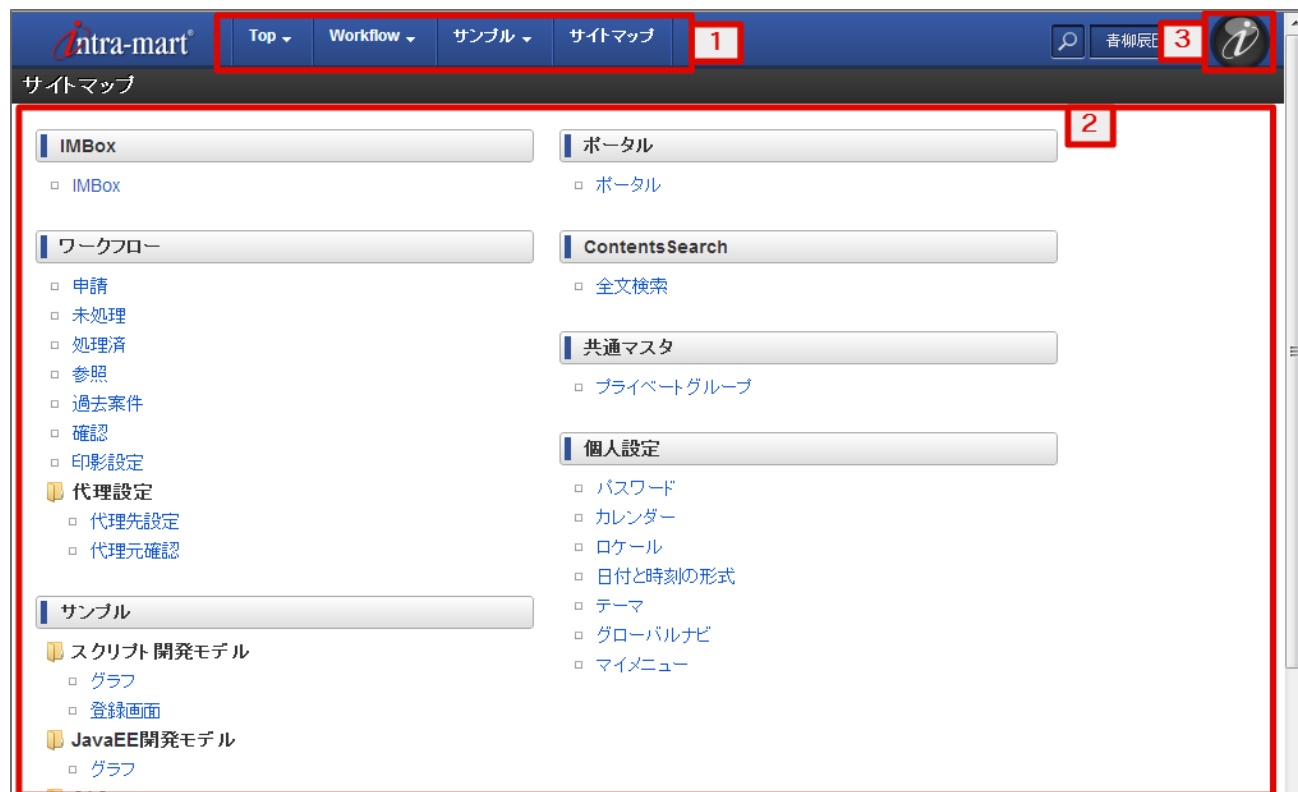 intra-mart®
Top Workflow サンプル サイトマップ 1 青柳辰 3
サイトマップ
2
IMBox
IMBox
ワークフロー
申請
未処理
処理済
参照
過去案件
確認
印影設定
代理設定
代理先設定
代理元確認
サンプル
スクリプト開発モデル
グラフ
登録画面
JavaEE開発モデル
グラフ
ポータル
ポータル
ContentsSearch
全文検索
共通マスタ
プライベートグループ
個人設定
パスワード
カレンダー
ロケール
日付と時刻の形式
テーマ
グローバルナビ
マイメニュー